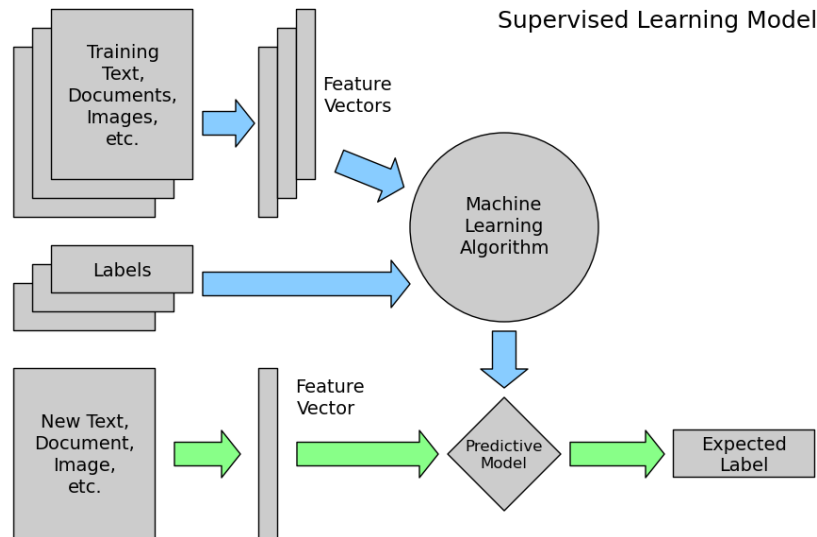 Supervised Learning Model
Training
Text,
Documents,
Images,
etc.
Feature
Vectors
Machine
Learning
Algorithm
Labels
New Text,
Document,
Image,
etc.
Feature
Vector
Predictive
Model
Expected
Label